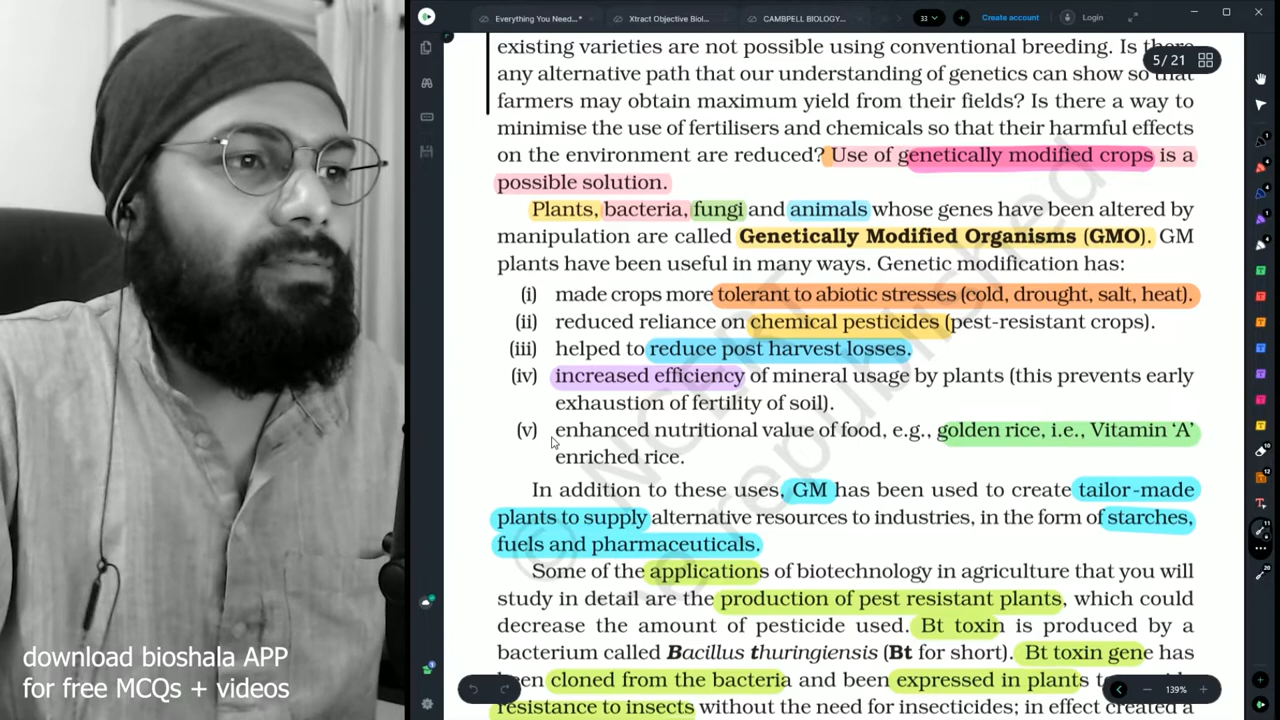 Everything You Need...*
Xtract Objective Biol...
CAMPBELL BIOLOGY...
33
Create account
Login
5 / 21
existing varieties are not possible using conventional breeding. Is there
any alternative path that our understanding of genetics can show so that
farmers may obtain maximum yield from their fields? Is there a way to
minimise the use of fertilisers and chemicals so that their harmful effects
on the environment are reduced? Use of genetically modified crops is a
possible solution.
Plants, bacteria, fungi and animals whose genes have been altered by
manipulation are called Genetically Modified Organisms (GMO). GM
plants have been useful in many ways. Genetic modification has:
(i) made crops more tolerant to abiotic stresses (cold, drought, salt, heat).
(ii) reduced reliance on chemical pesticides (pest-resistant crops).
(iii) helped to reduce post harvest losses.
(iv) increased efficiency of mineral usage by plants (this prevents early
exhaustion of fertility of soil).
(v) enhanced nutritional value of food, e.g., golden rice, i.e., Vitamin ‘A’
enriched rice.
In addition to these uses, GM has been used to create tailor-made
plants to supply alternative resources to industries, in the form of starches,
fuels and pharmaceuticals.
Some of the applications of biotechnology in agriculture that you will
study in detail are the production of pest resistant plants, which could
decrease the amount of pesticide used. Bt toxin is produced by a
bacterium called Bacillus thuringiensis (Bt for short). Bt toxin gene has
been cloned from the bacteria and been expressed in plants to
resistance to insects without the need for insecticides; in effect created a
139%
download bioshala APP
for free MCQs + videos